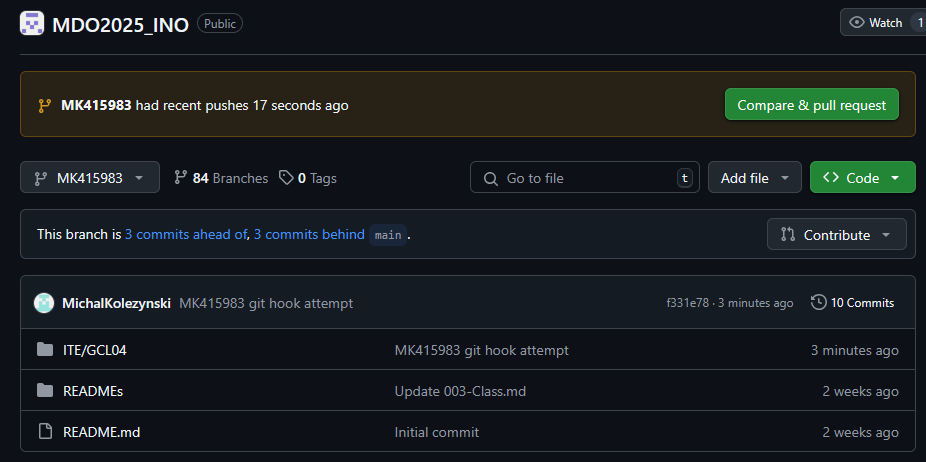 MDO2025_INO Public Watch 1
MK415983 had recent pushes 17 seconds ago Compare & pull request
MK415983 84 Branches 0 Tags Go to file t Add file Code
This branch is 3 commits ahead of, 3 commits behind main. Contribute
MichalKolezynski MK415983 git hook attempt f331e78 · 3 minutes ago 10 Commits
ITE/GCL04 MK415983 git hook attempt 3 minutes ago
READMEs Update 003-Class.md 2 weeks ago
README.md Initial commit 2 weeks ago